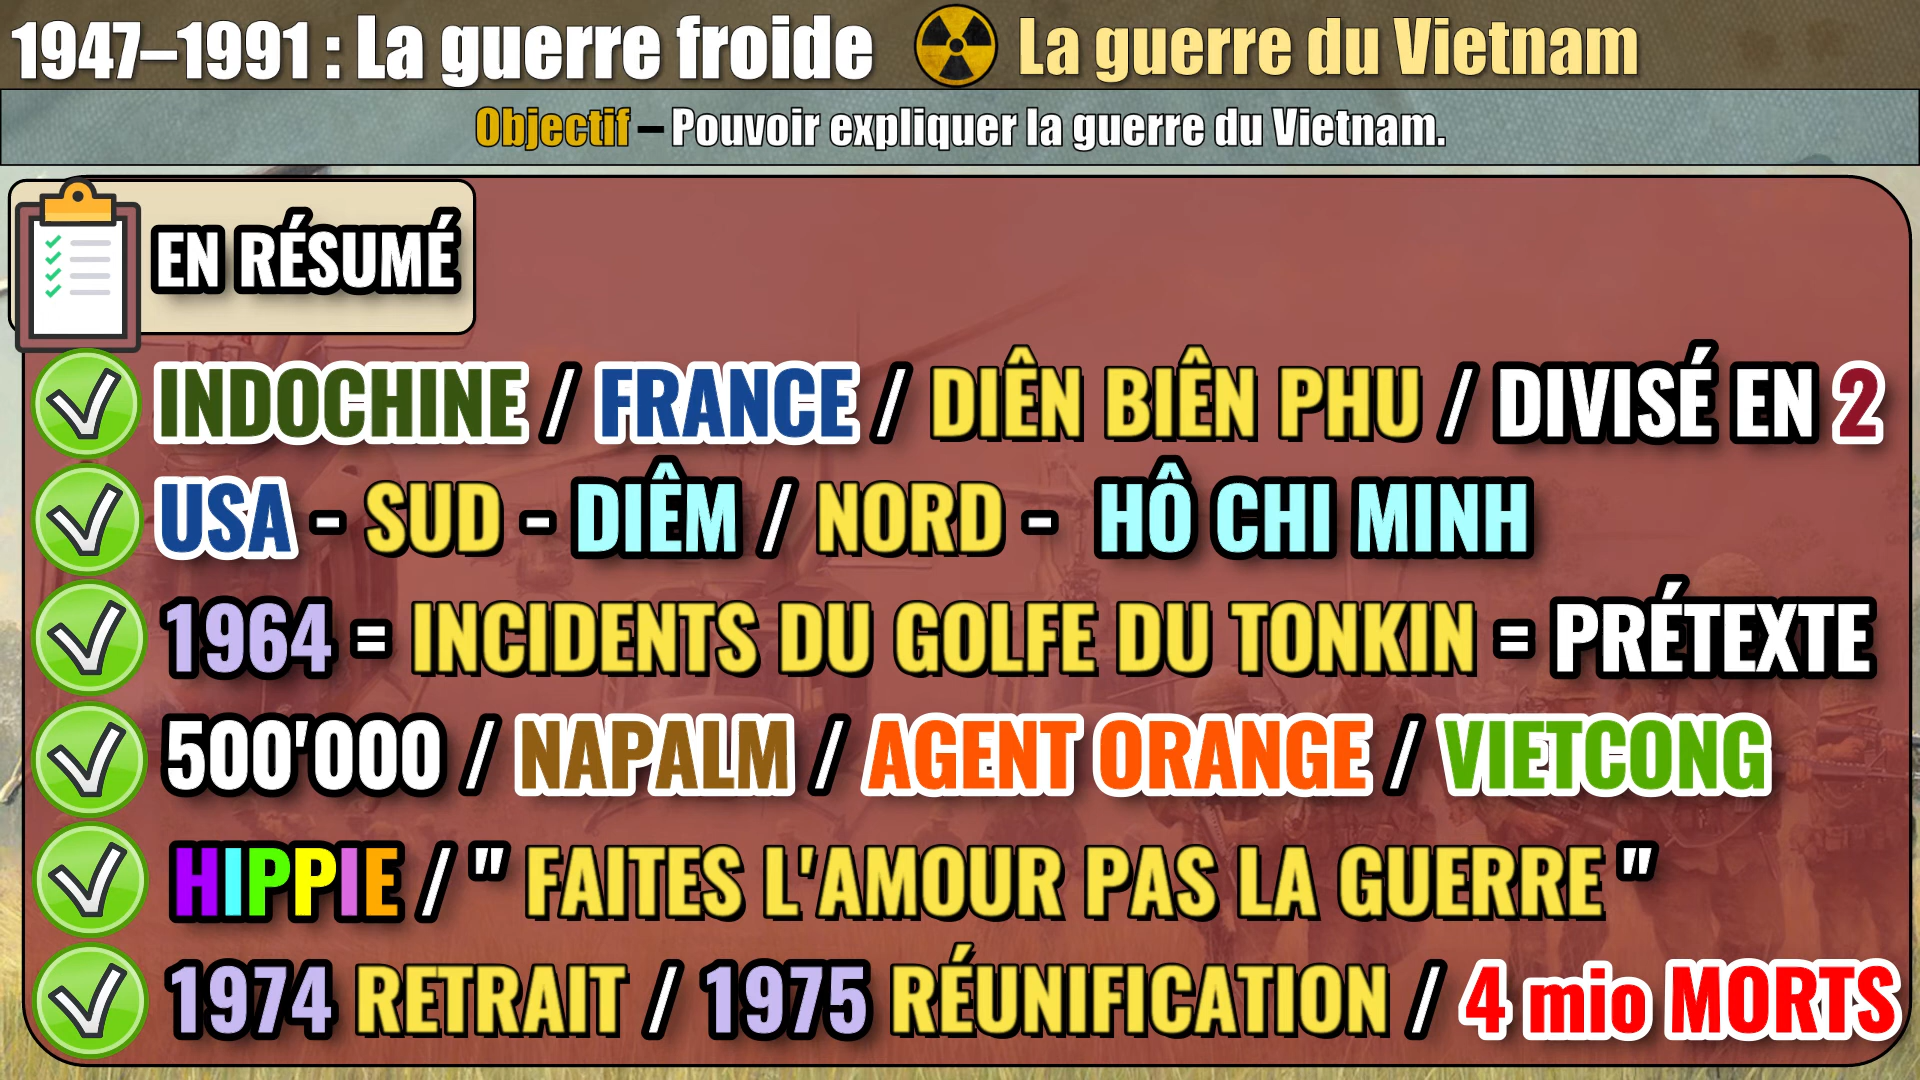 1947–1991 : La guerre froide La guerre du Vietnam
Objectif – Pouvoir expliquer la guerre du Vietnam.
EN RÉSUMÉ
INDOCHINE / FRANCE / DIÊN BIÊN PHU / DIVISÉ EN 2
USA - SUD - DIÊM / NORD - HÔ CHI MINH
1964 = INCIDENTS DU GOLFE DU TONKIN = PRÉTEXTE
500'000 / NAPALM / AGENT ORANGE / VIETCONG
HIPPIE / " FAITES L'AMOUR PAS LA GUERRE "
1974 RETRAIT / 1975 RÉUNIFICATION / 4 mio MORTS